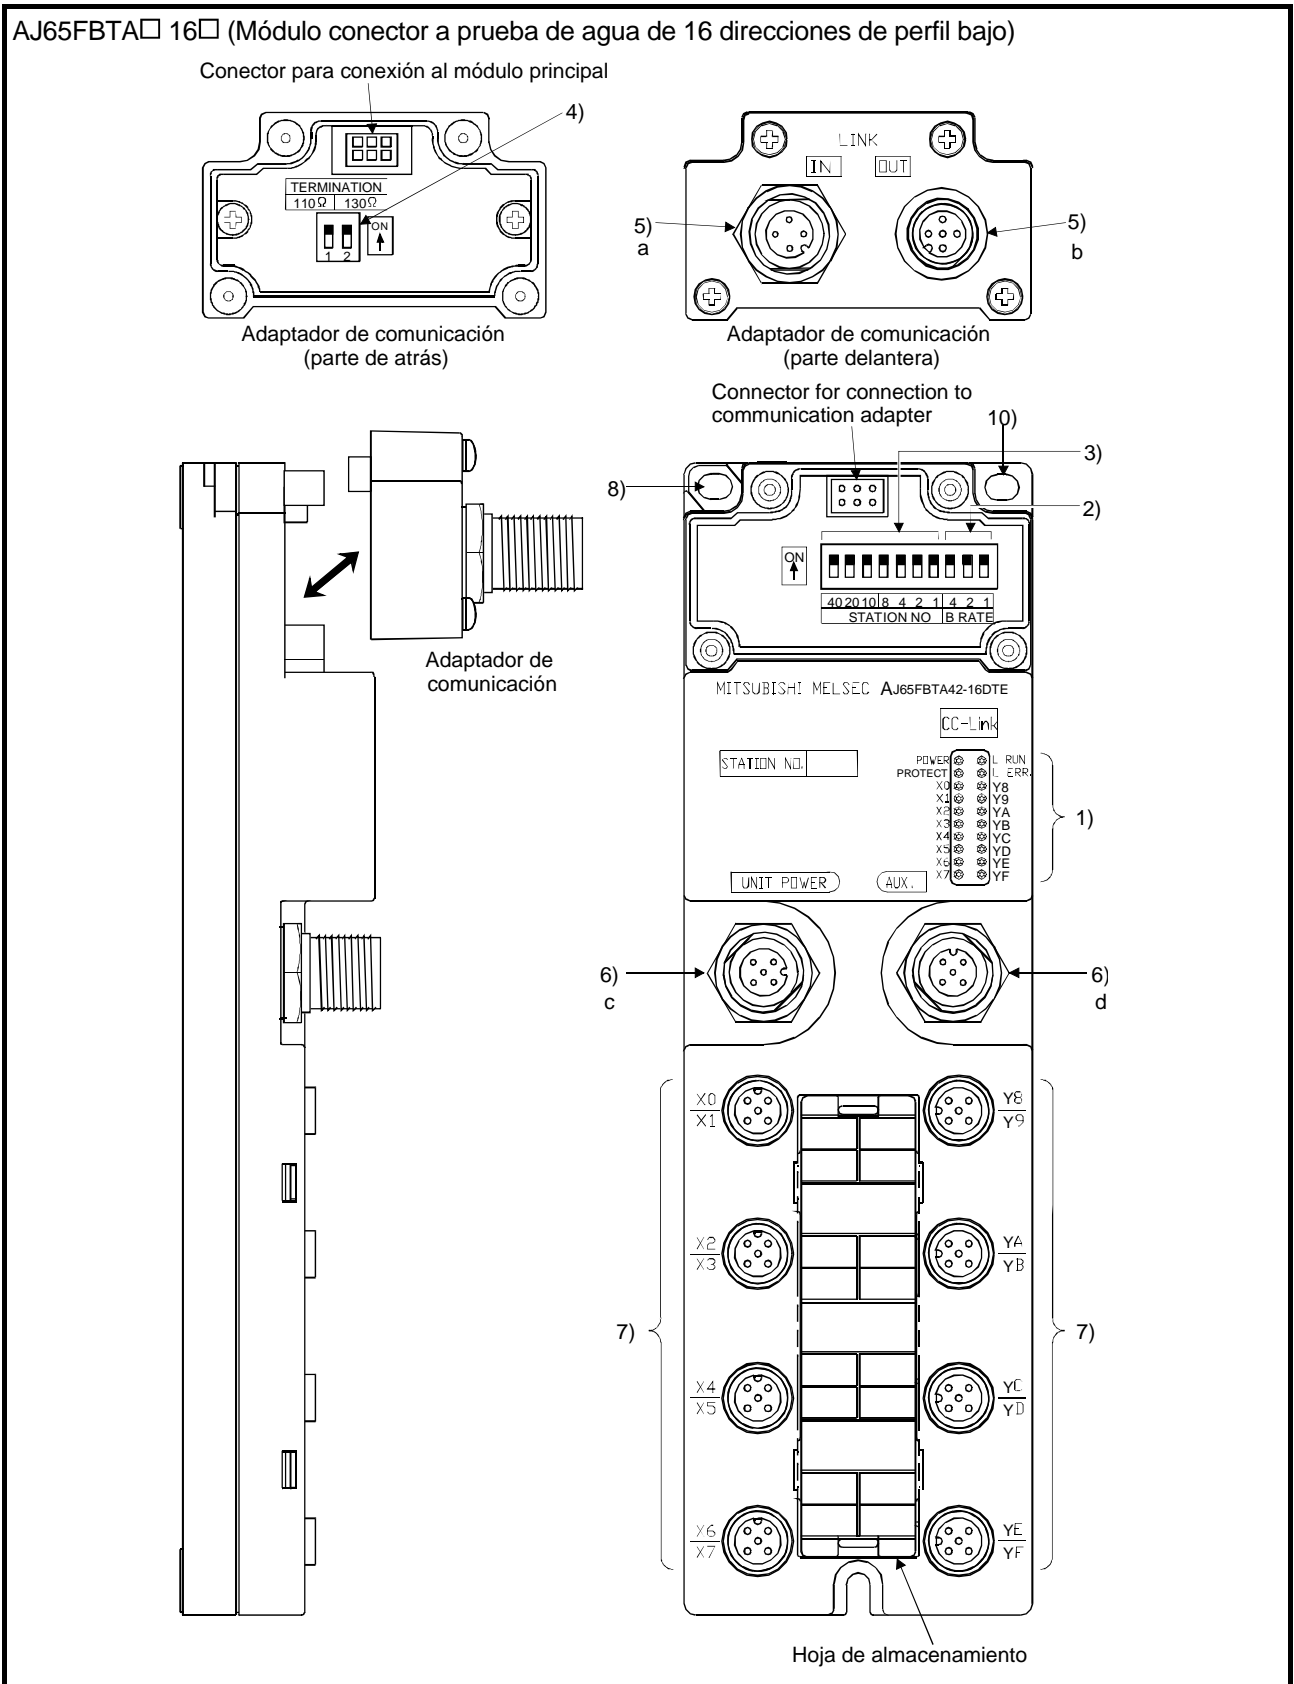 AJ65FBTA□ 16□ (Módulo conector a prueba de agua de 16 direcciones de perfil bajo)
Conector para conexión al módulo principal
4)
TERMINATION
110Ω 130Ω
ON
1 2
Adaptador de comunicación
(parte de atrás)
LINK
IN OUT
5)
a
5)
b
Adaptador de comunicación
(parte delantera)
Connector for connection to
communication adapter
10)
3)
8)
2)
ON
40 20 10 8 4 2 1 4 2 1
STATION NO B RATE
Adaptador de
comunicación
MITSUBISHI MELSEC AJ65FBTA42-16DTE
CC-Link
STATION NO.
POWER L RUN
PROTECT L ERR.
X0 Y8
X1 Y9
X2 YA
X3 YB
X4 YC
X5 YD
X6 YE
X7 YF
1)
UNIT POWER AUX.
6)
c
6)
d
X0
X1
Y8
Y9
X2
X3
YA
YB
7)
7)
X4
X5
YC
YD
X6
X7
YE
YF
Hoja de almacenamiento